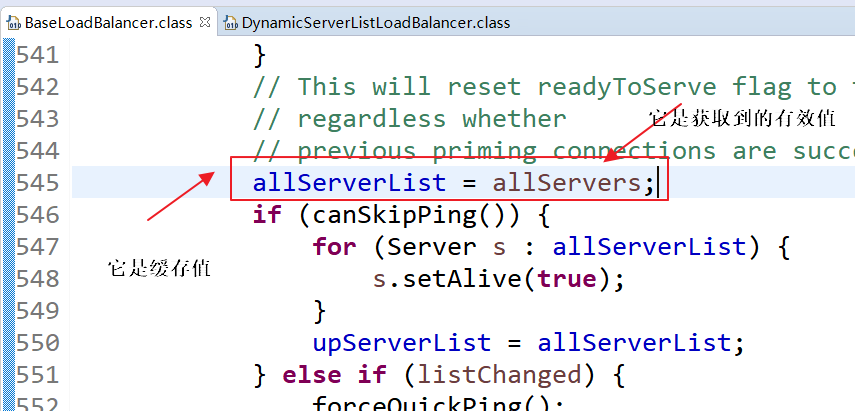 BaseLoadBalancer.class DynamicServerListLoadBalancer.class
541 }
542 // This will reset readyToServe flag to
543 // regardless whether
它是获取到的有效值
544 // previous priming connections are succ
545 allServerList = allServers;
546 if (canSkipPing()) {
547 for (Server s : allServerList) {
它是缓存值
548 s.setAlive(true);
549 }
550 upServerList = allServerList;
551 } else if (listChanged) {
552 forceQuickPing();